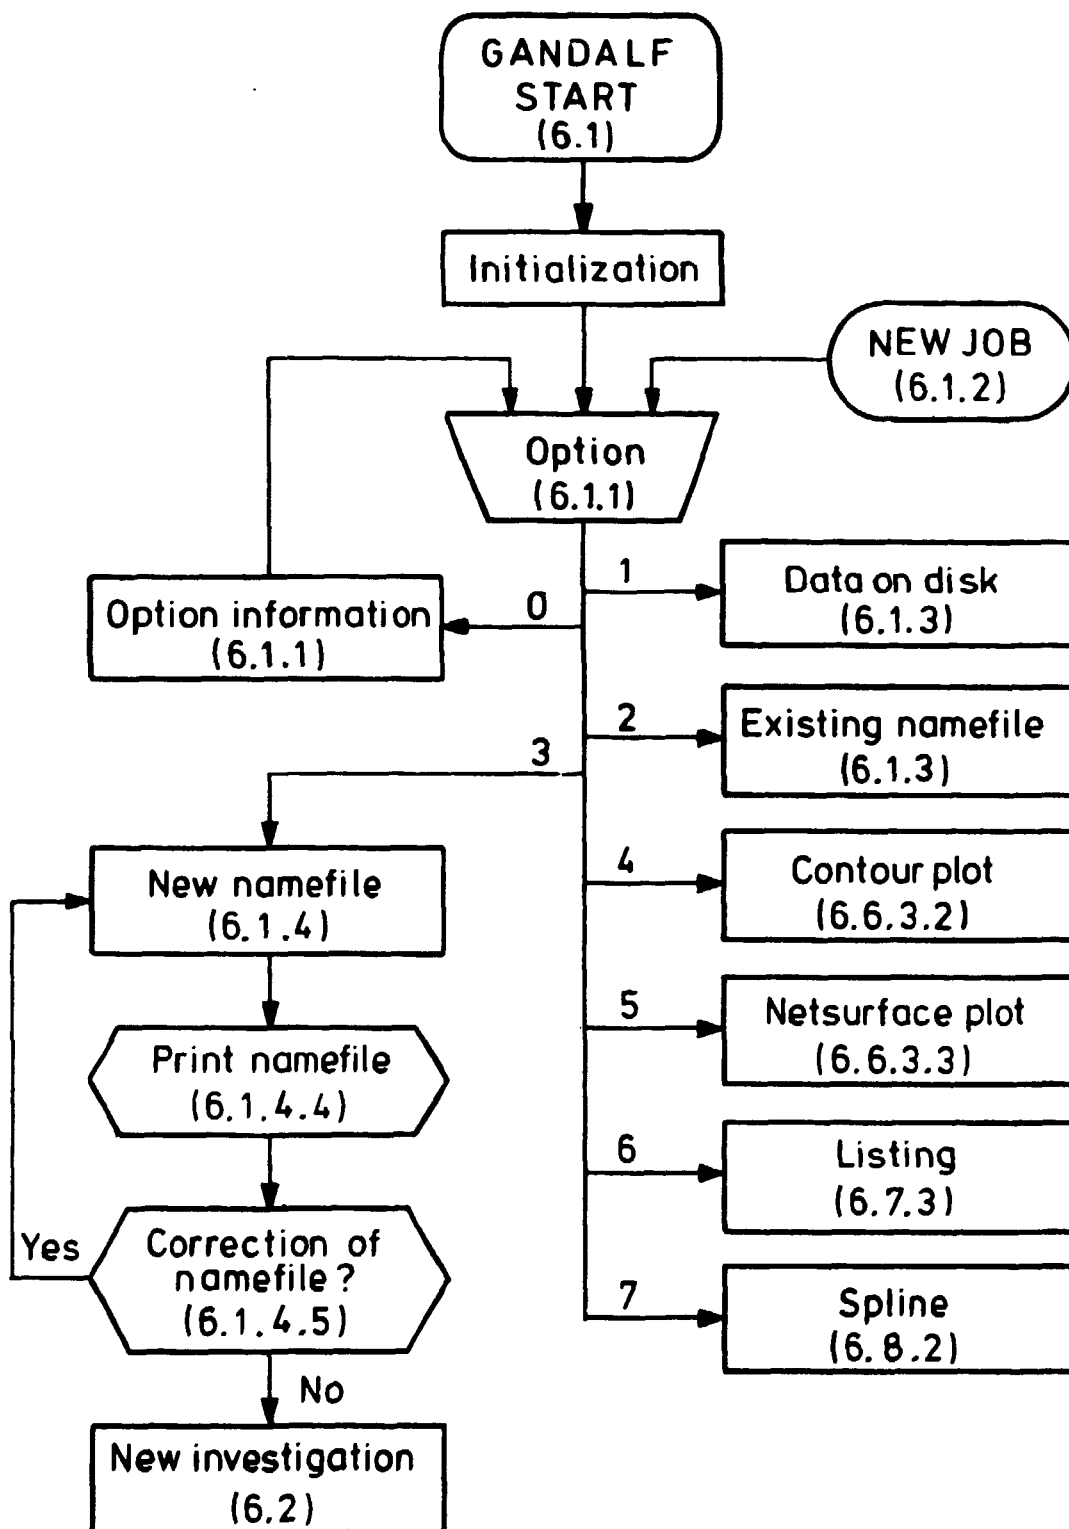 GANDALF
START
(6.1)
Initialization
NEW JOB
(6.1.2)
Option
(6.1.1)
1
Data on disk
(6.1.3)
0
Option information
(6.1.1)
2
Existing namefile
(6.1.3)
3
New namefile
(6.1.4)
4
Contour plot
(6.6.3.2)
5
Netsurface plot
(6.6.3.3)
Print namefile
(6.1.4.4)
6
Listing
(6.7.3)
Yes
Correction of
namefile?
(6.1.4.5)
7
Spline
(6.8.2)
No
New investigation
(6.2)